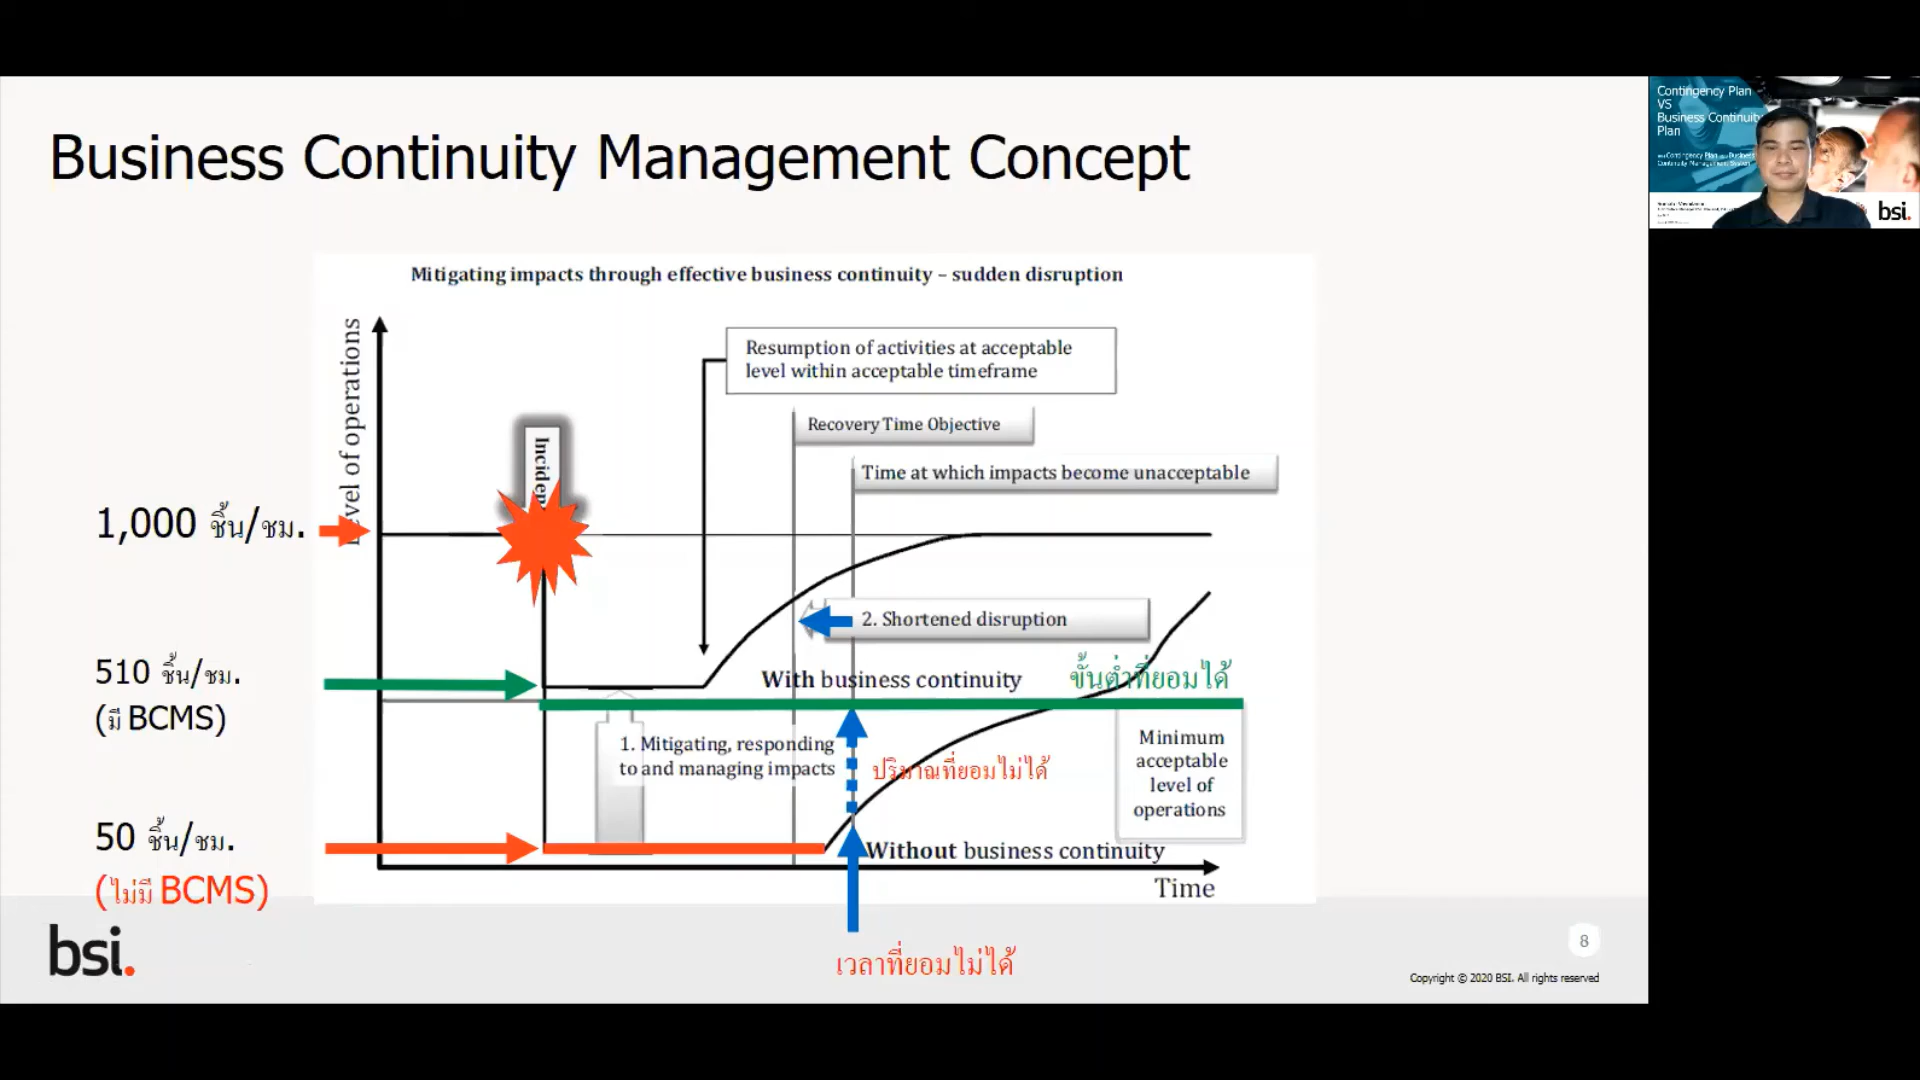 Business Continuity Management Concept
Mitigating impacts through effective business continuity – sudden disruption
Level of operations
Resumption of activities at acceptable
level within acceptable timeframe
Recovery Time Objective
Time at which impacts become unacceptable
1,000 ชิ้น/ชม.
2. Shortened disruption
510 ชิ้น/ชม.
(มี BCMS)
With business continuity
ขั้นต่ำที่ยอมได้
1. Mitigating, responding
to and managing impacts
ปริมาณที่ยอมไม่ได้
Minimum
acceptable
level of
operations
50 ชิ้น/ชม.
(ไม่มี BCMS)
Without business continuity
Time
เวลาที่ยอมไม่ได้
bsi.
8
Copyright © 2020 BSI. All rights reserved
Contingency Plan
VS
Business Continuity
Plan
bsi.